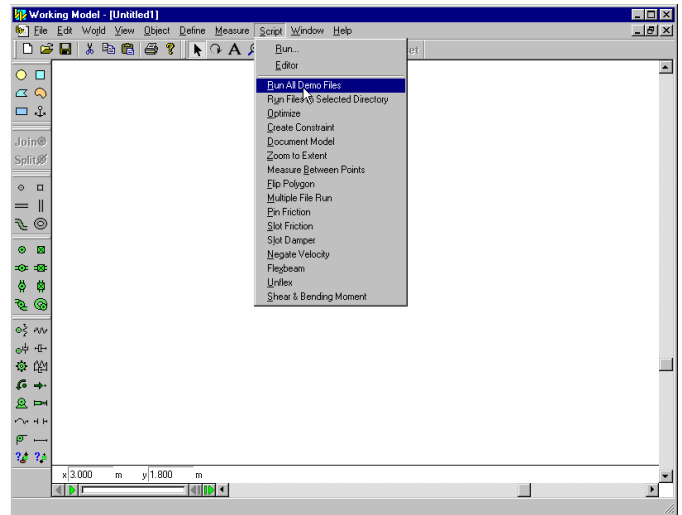 Working Model - [Untitled1]
File Edit World View Object Define Measure Script Window Help
A et
Run...
Editor
Run All Demo Files
Run Files Selected Directory
Optimize
Create Constraint
Document Model
Zoom to Extent
Measure Between Points
Flip Polygon
Multiple File Run
Pin Friction
Slot Friction
Slot Damper
Negate Velocity
Flexbeam
Unflex
Shear & Bending Moment
Join
Split
x 3.000 m y 1.800 m